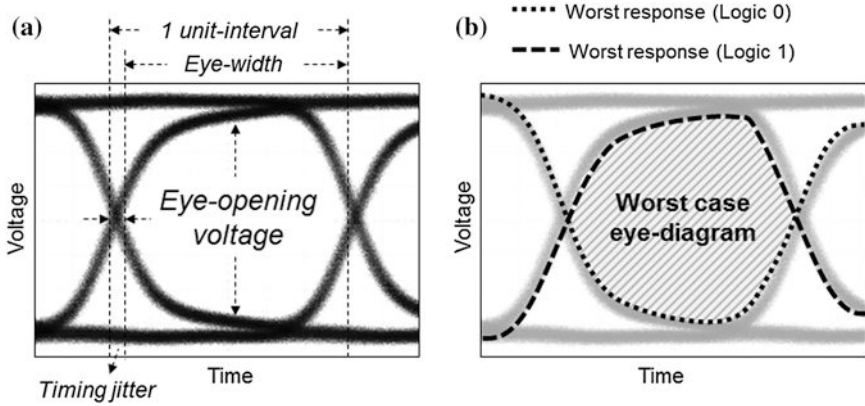 (a)
1 unit-interval
Eye-width
Voltage
Eye-opening
voltage
Timing jitter
Time
(b)
Worst response (Logic 0)
Worst response (Logic 1)
Voltage
Worst case
eye-diagram
Time